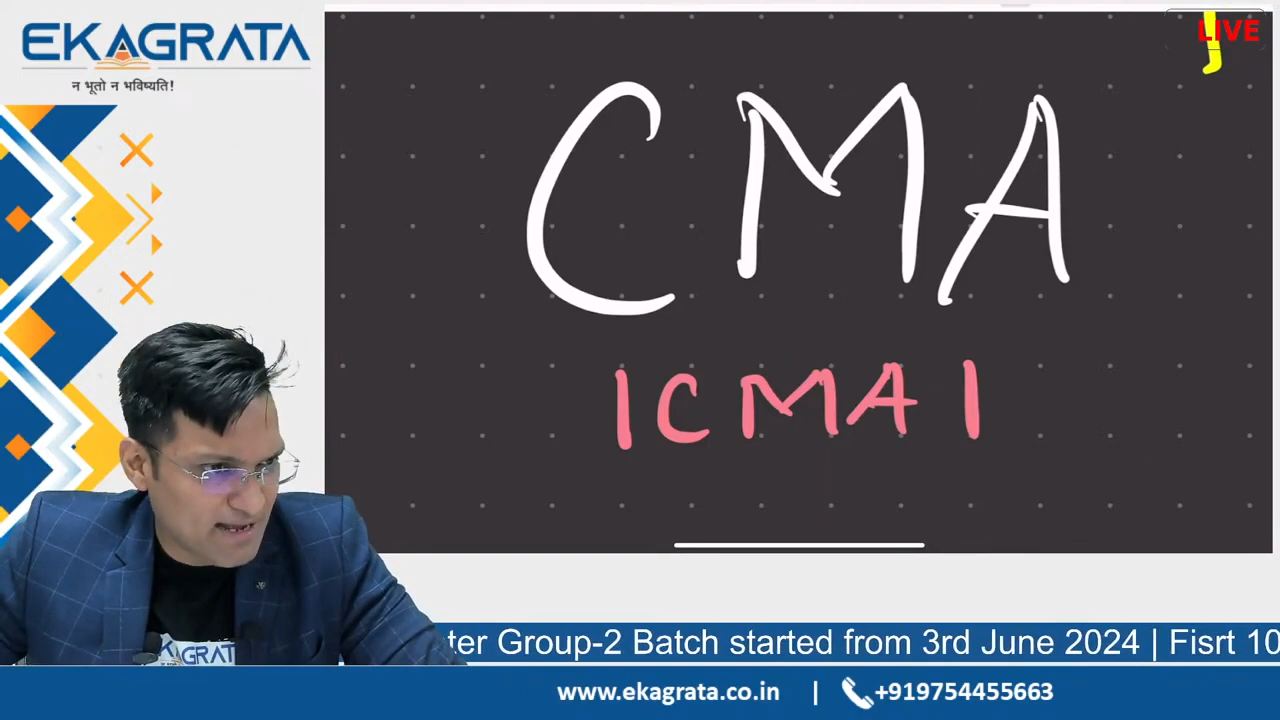 EKAGRATA
न भूतो न भविष्यति!
LIVE
CMA
ICMAI
KAGRAT
ter Group-2 Batch started from 3rd June 2024 | Fisrt 10
www.ekagrata.co.in | +919754455663